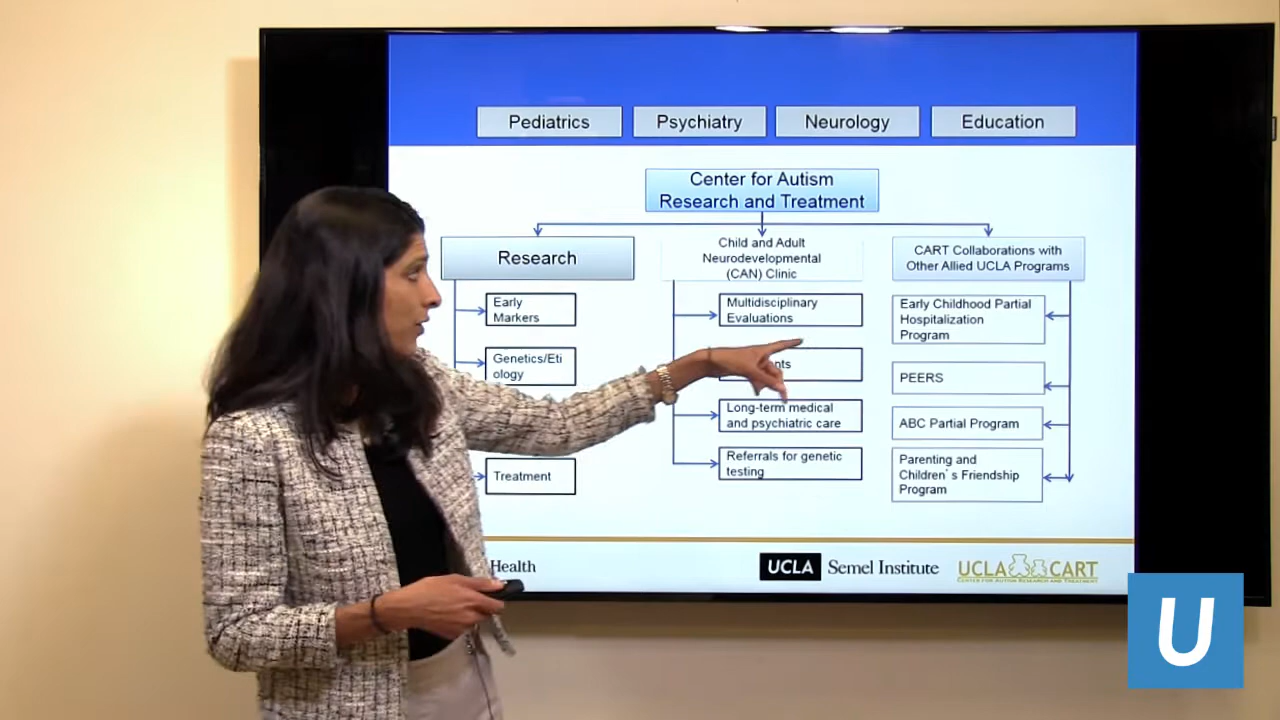 Pediatrics
Psychiatry
Neurology
Education
Center for Autism
Research and Treatment
Research
Early
Markers
Genetics/Eti
ology
Treatment
Child and Adult
Neurodevelopmental
(CAN) Clinic
Multidisciplinary
Evaluations
Long-term medical
and psychiatric care
Referrals for genetic
testing
CART Collaborations with
Other Allied UCLA Programs
Early Childhood Partial
Hospitalization
Program
PEERS
ABC Partial Program
Parenting and
Children's Friendship
Program
Health
UCLA Semel Institute
UCLA CART
CENTER FOR AUTISM RESEARCH AND TREATMENT
U